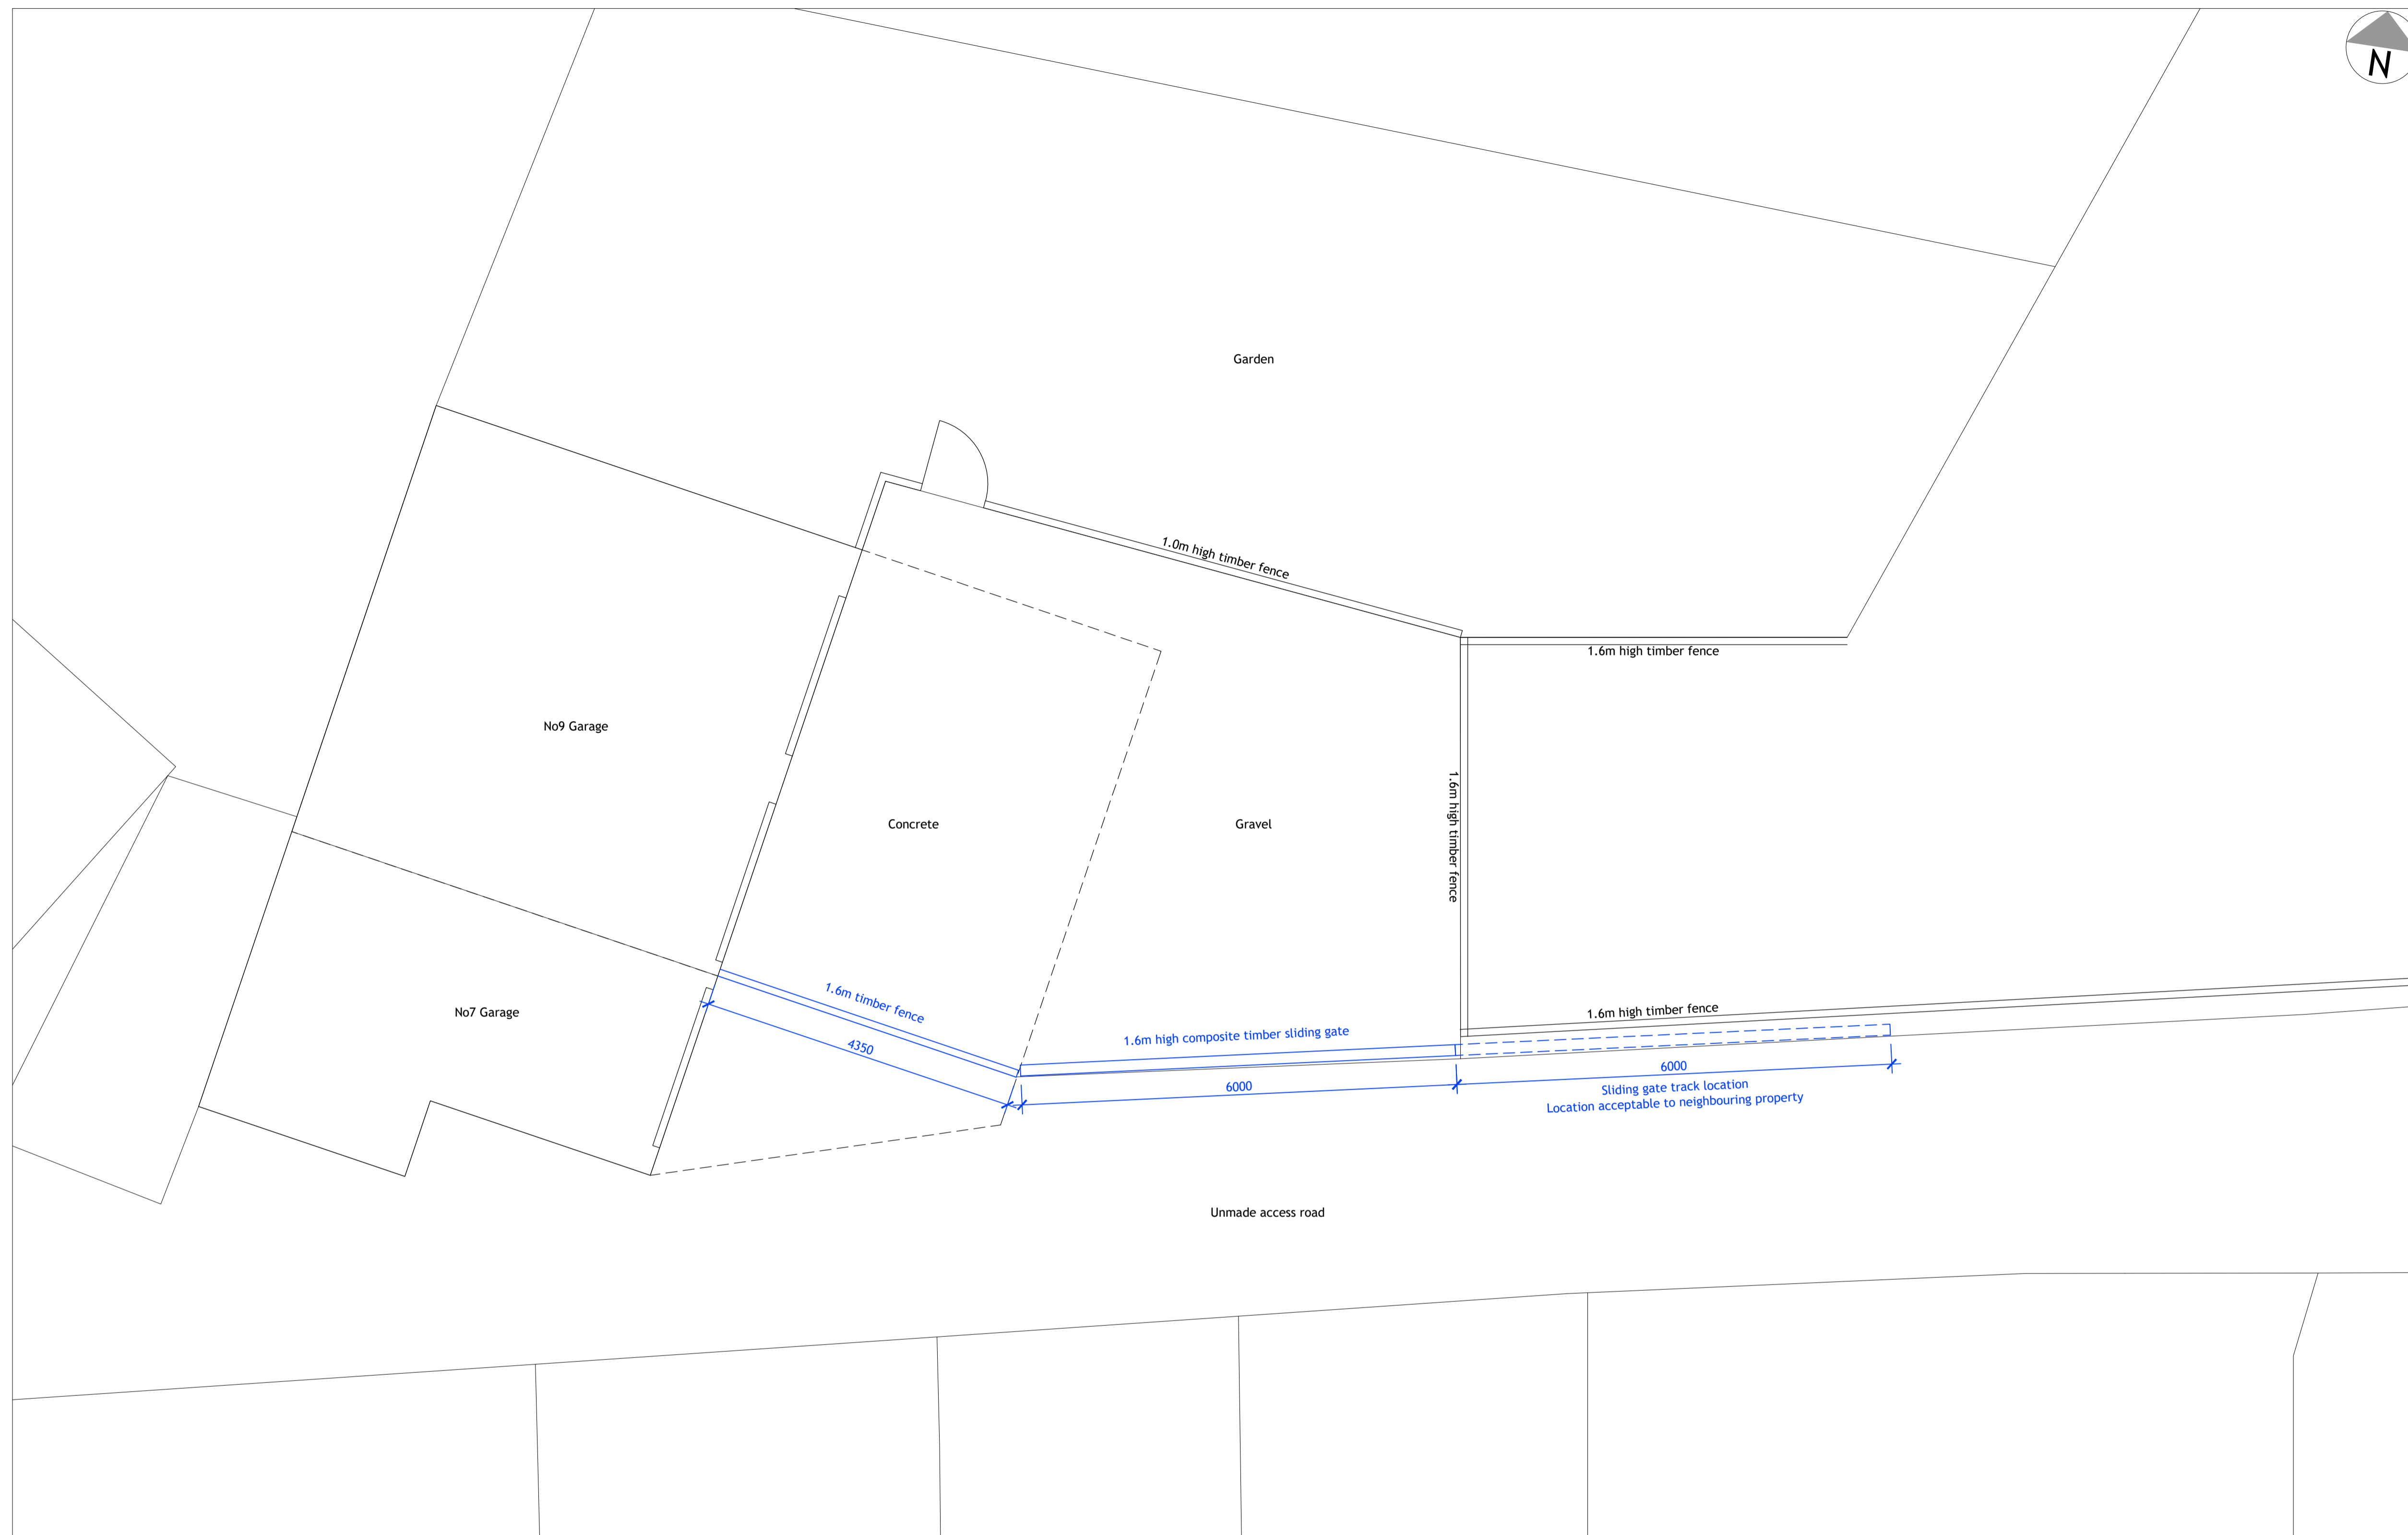 N
Garden
1.0m high timber fence
1.6m high timber fence
No9 Garage
Concrete
Gravel
1.6m high timber fence
1.6m timber fence
4350
No7 Garage
1.6m high composite timber sliding gate
6000
1.6m high timber fence
6000
Sliding gate track location
Location acceptable to neighbouring property
Unmade access road